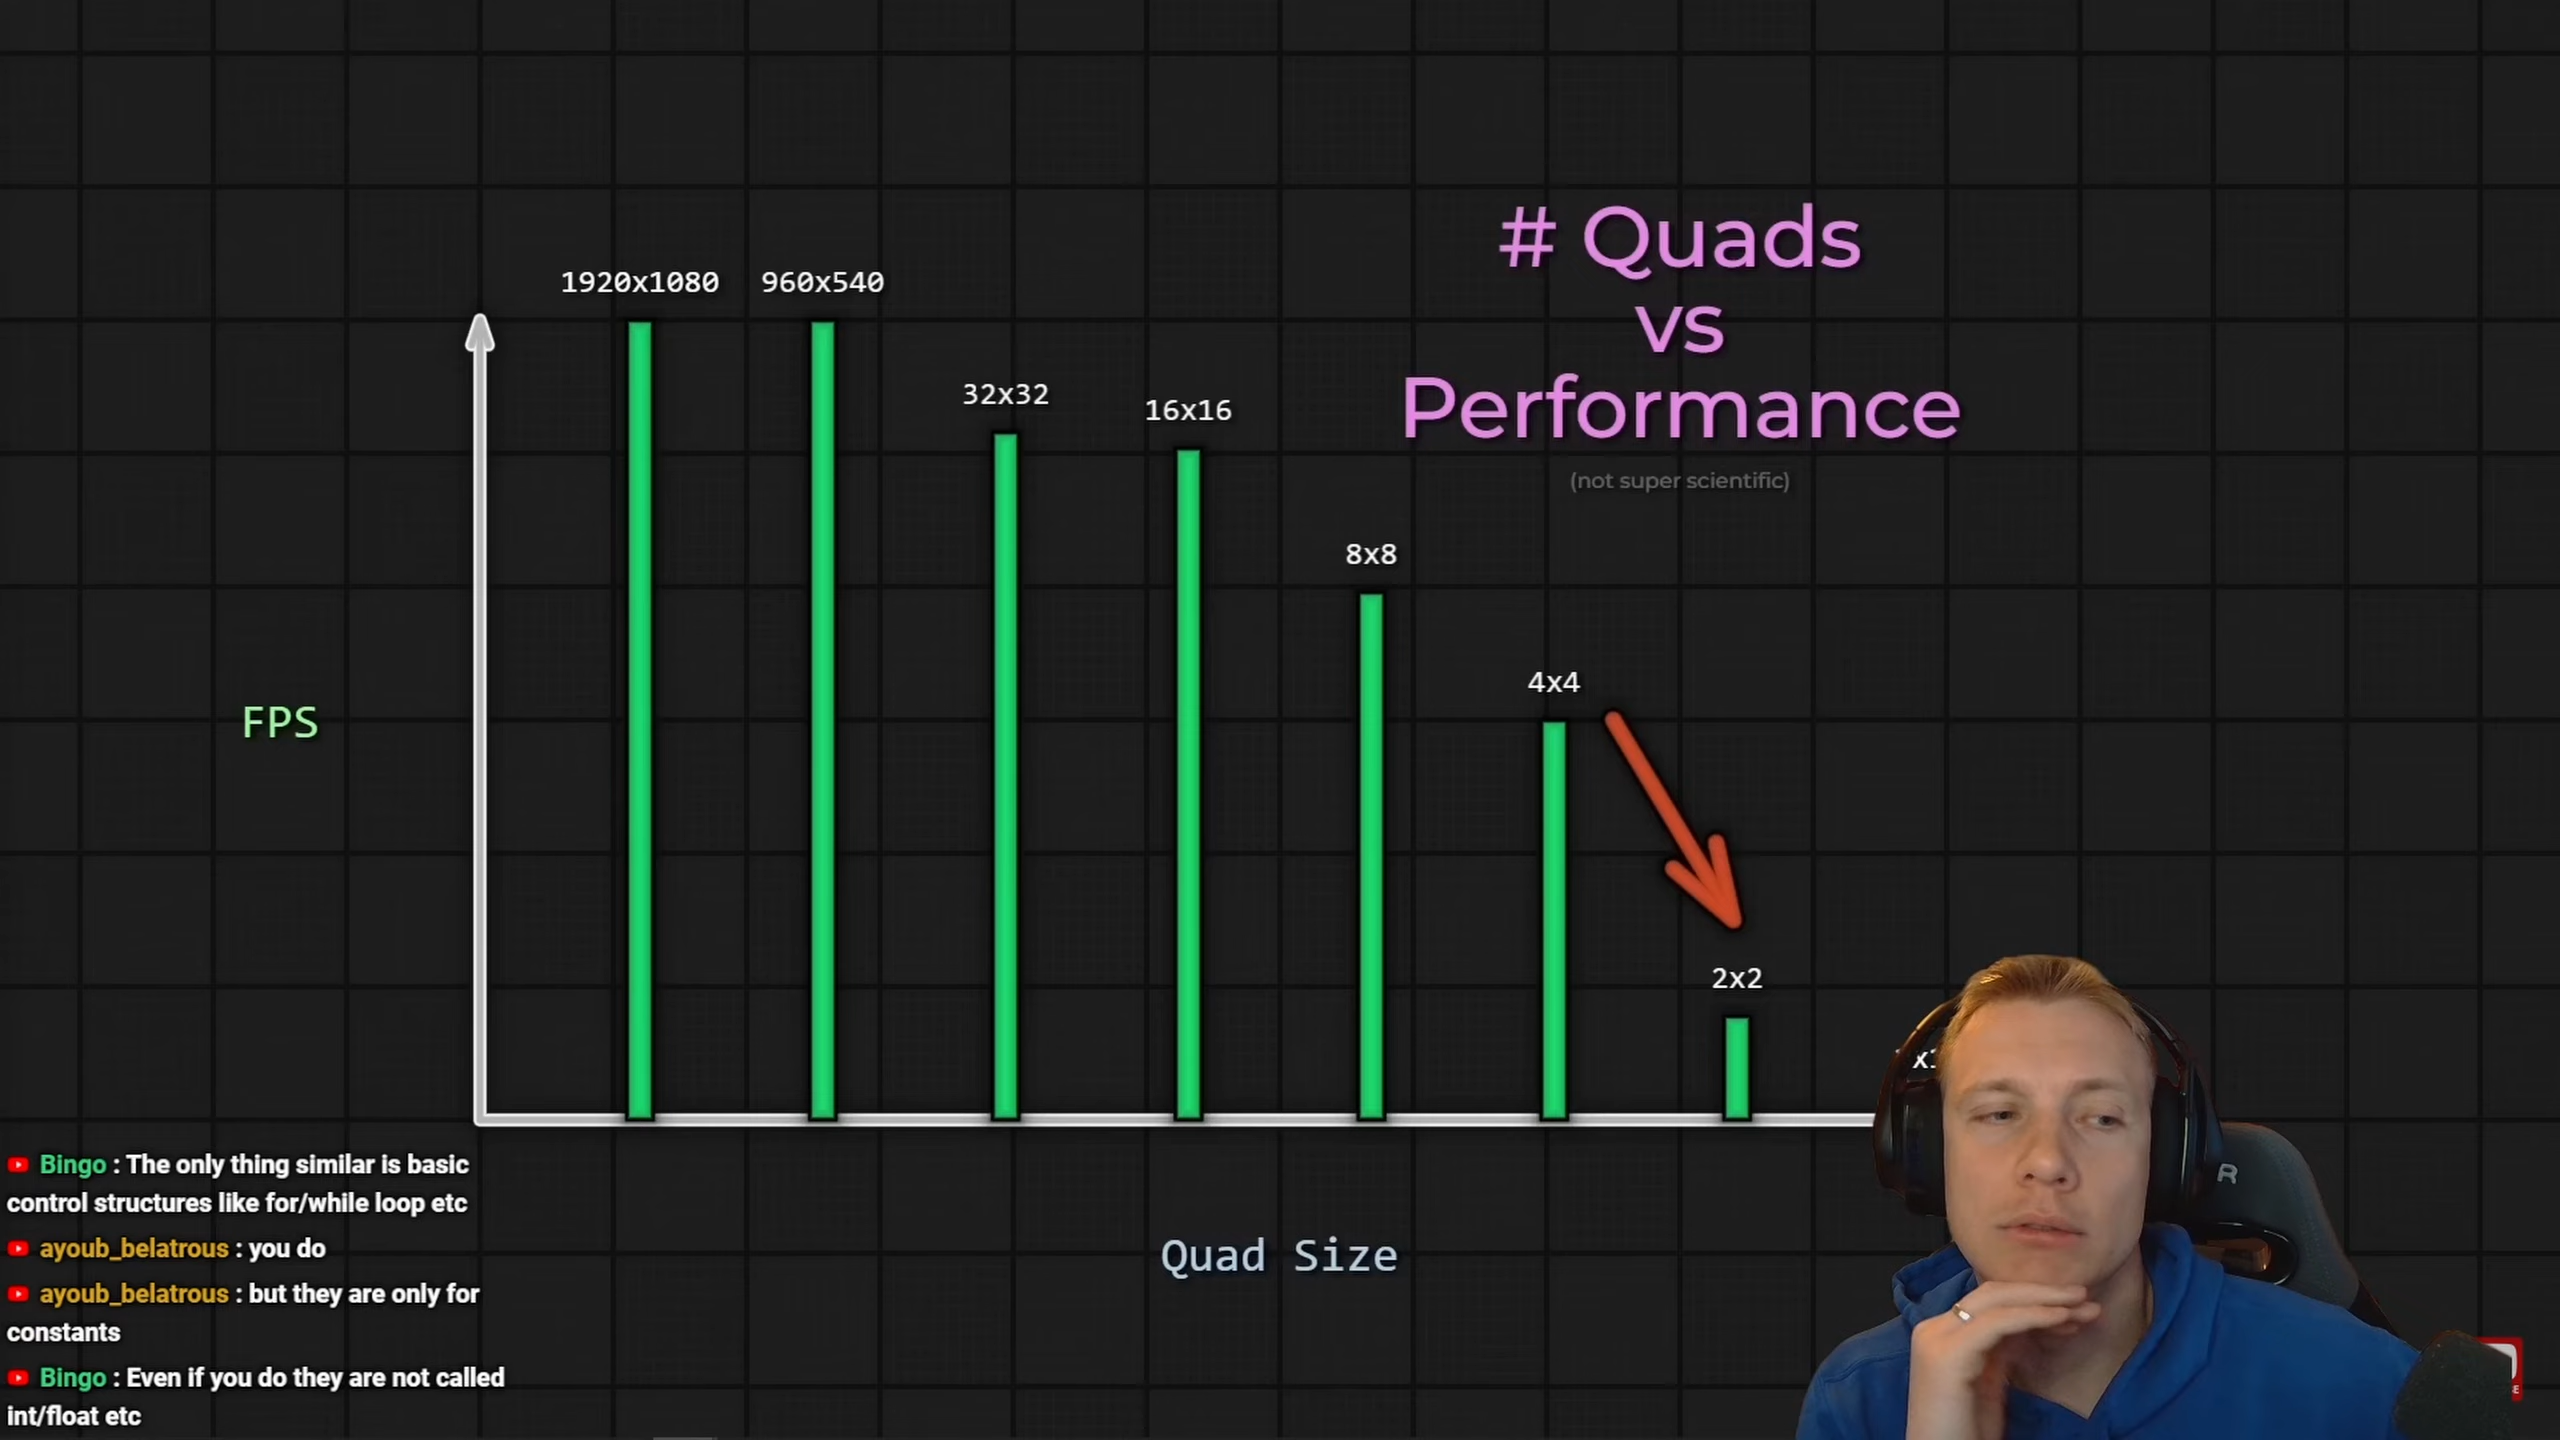 # Quads
vs
Performance
(not super scientific)
1920x1080
960x540
32x32
16x16
8x8
4x4
2x2
FPS
Quad Size
Bingo : The only thing similar is basic
control structures like for/while loop etc
ayoub_belatrous : you do
ayoub_belatrous : but they are only for
constants
Bingo : Even if you do they are not called
int/float etc
R